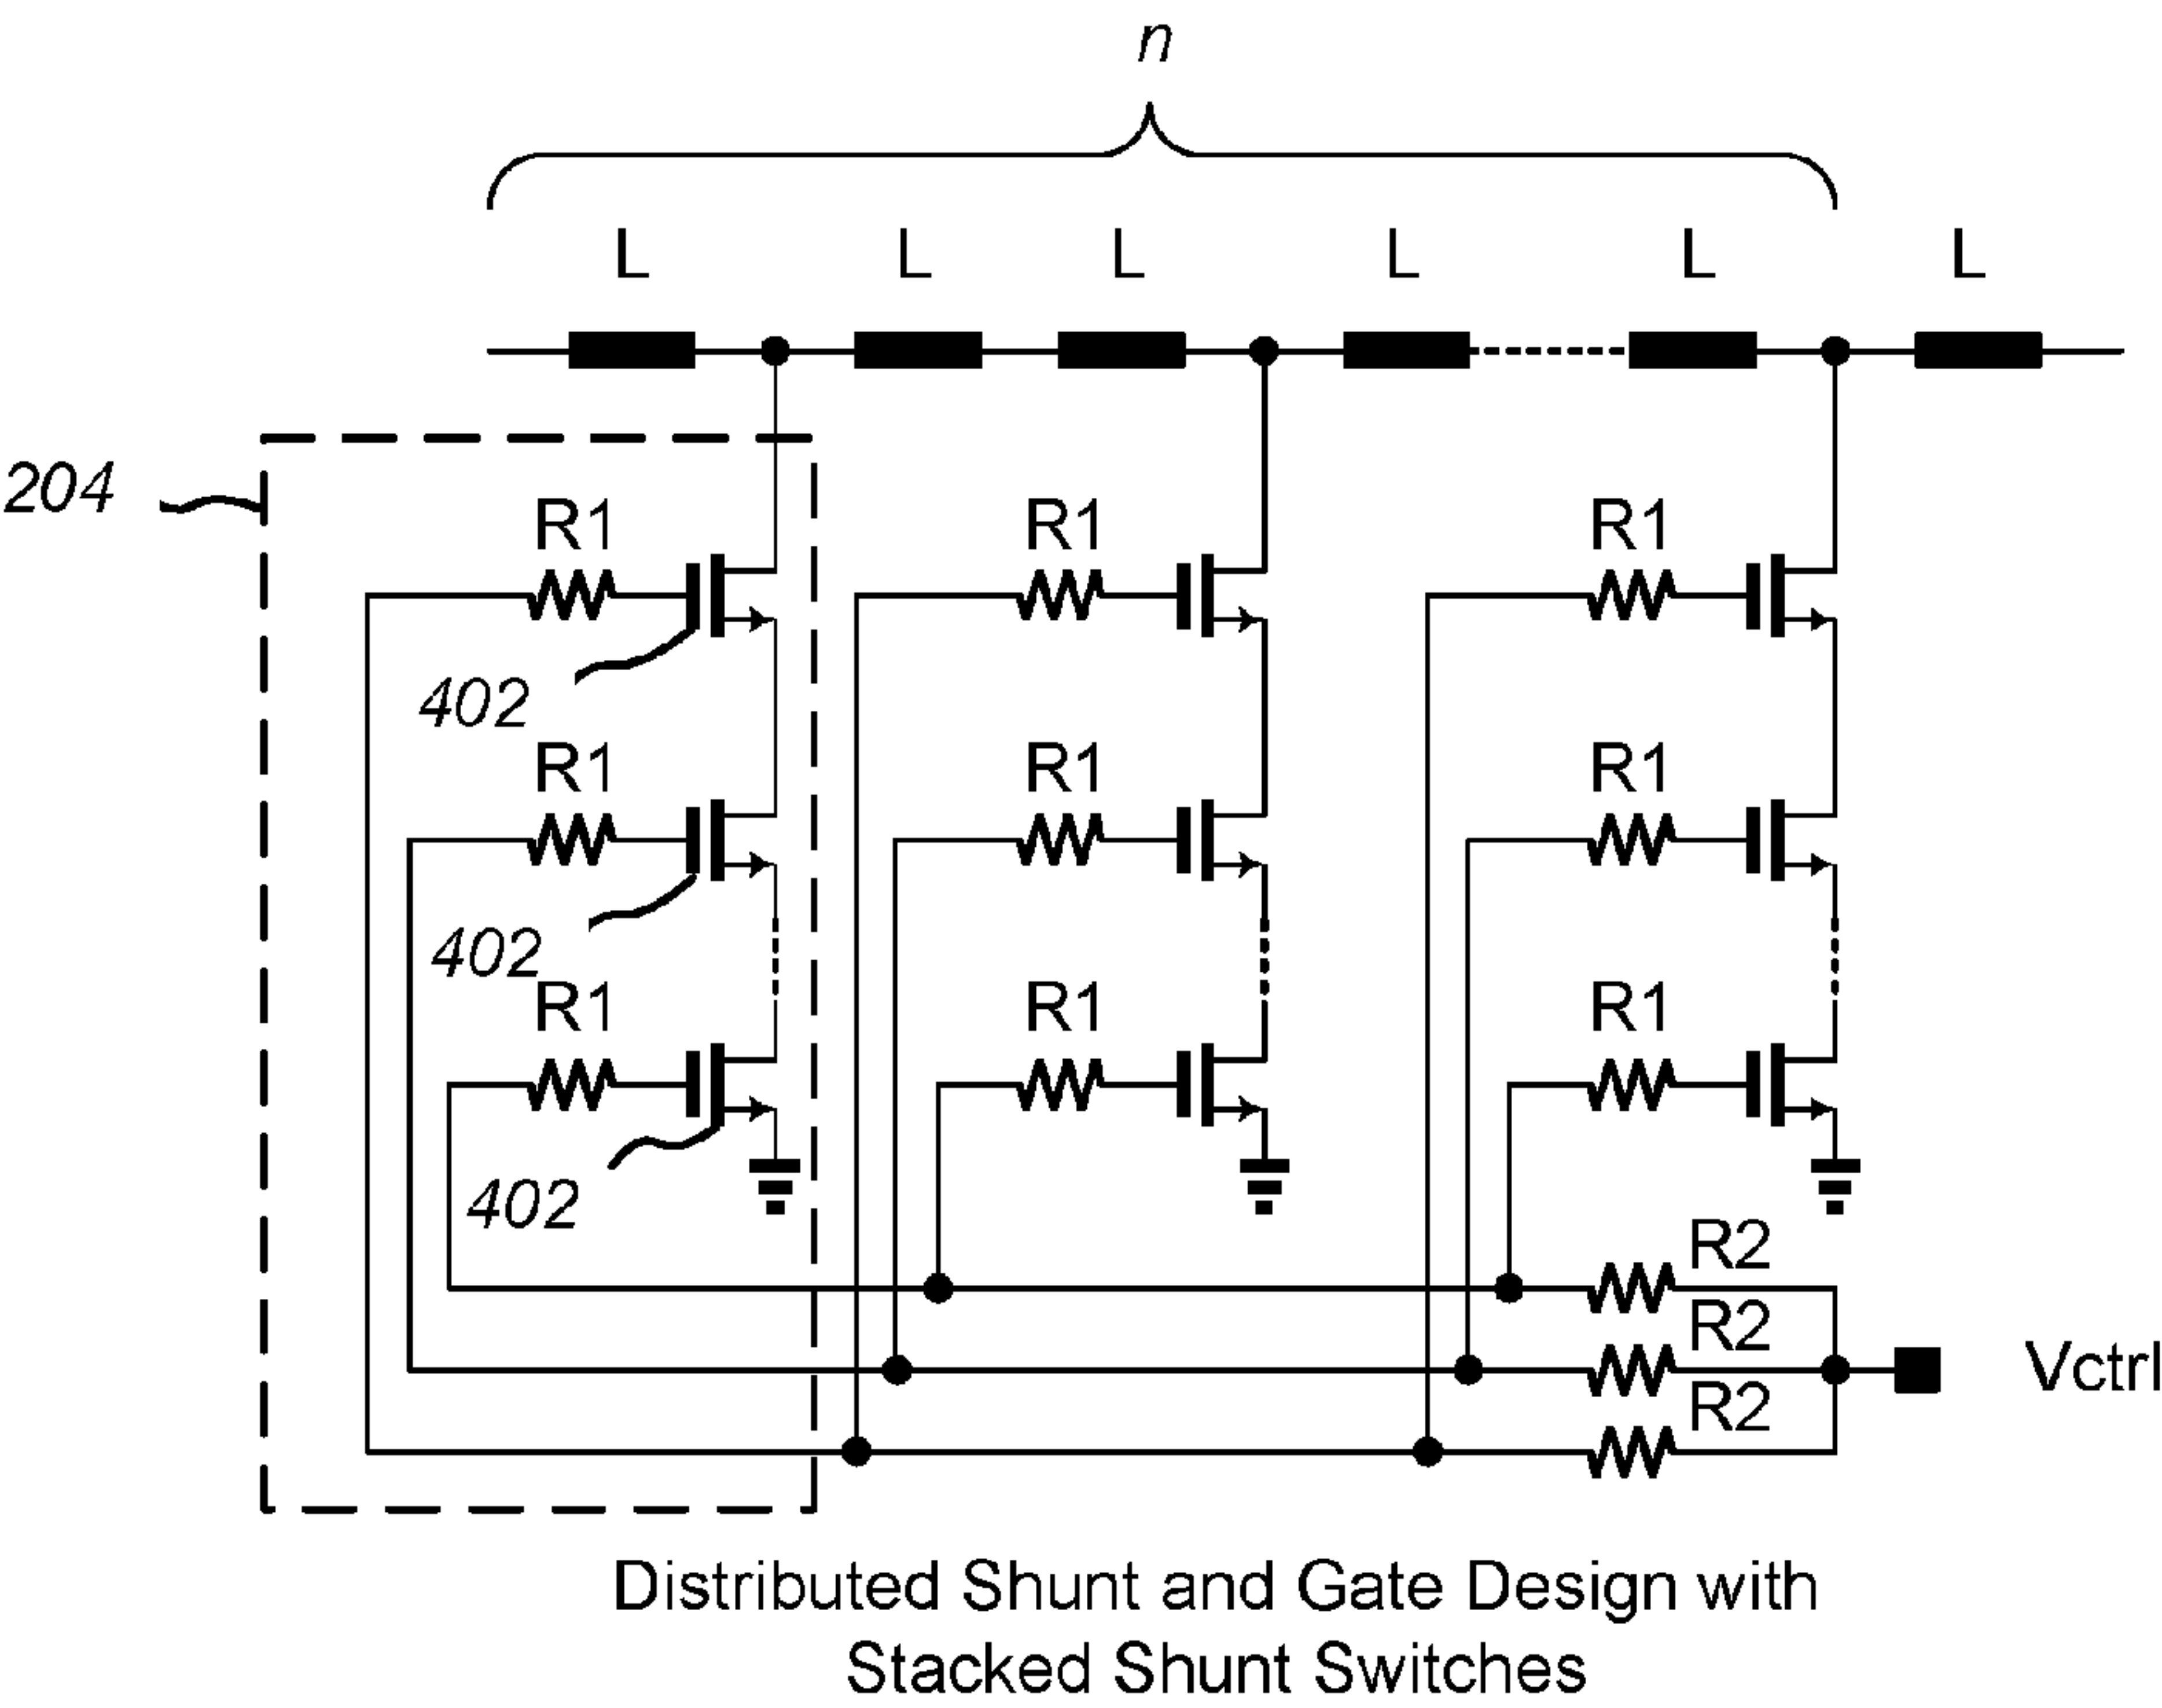 n
L L L L L L
204
R1 R1 R1
402
R1 R1 R1
402
R1 R1 R1
402
R2
R2
R2
Vctrl
Distributed Shunt and Gate Design with
Stacked Shunt Switches